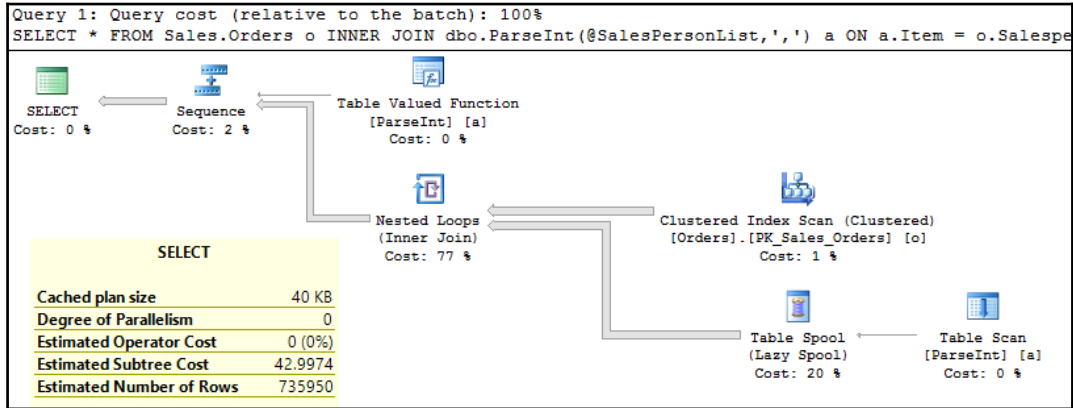 Query 1: Query cost (relative to the batch): 100%
SELECT * FROM Sales.Orders o INNER JOIN dbo.ParseInt(@SalesPersonList,',') a ON a.Item = o.Salespe
SELECT
Cost: 0 %
Sequence
Cost: 2 %
Table Valued Function
[ParseInt] [a]
Cost: 0 %
Nested Loops
(Inner Join)
Cost: 77 %
Clustered Index Scan (Clustered)
[Orders].[PK_Sales_Orders] [o]
Cost: 1 %
Table Spool
(Lazy Spool)
Cost: 20 %
Table Scan
[ParseInt] [a]
Cost: 0 %
SELECT
Cached plan size 40 KB
Degree of Parallelism 0
Estimated Operator Cost 0 (0%)
Estimated Subtree Cost 42.9974
Estimated Number of Rows 735950